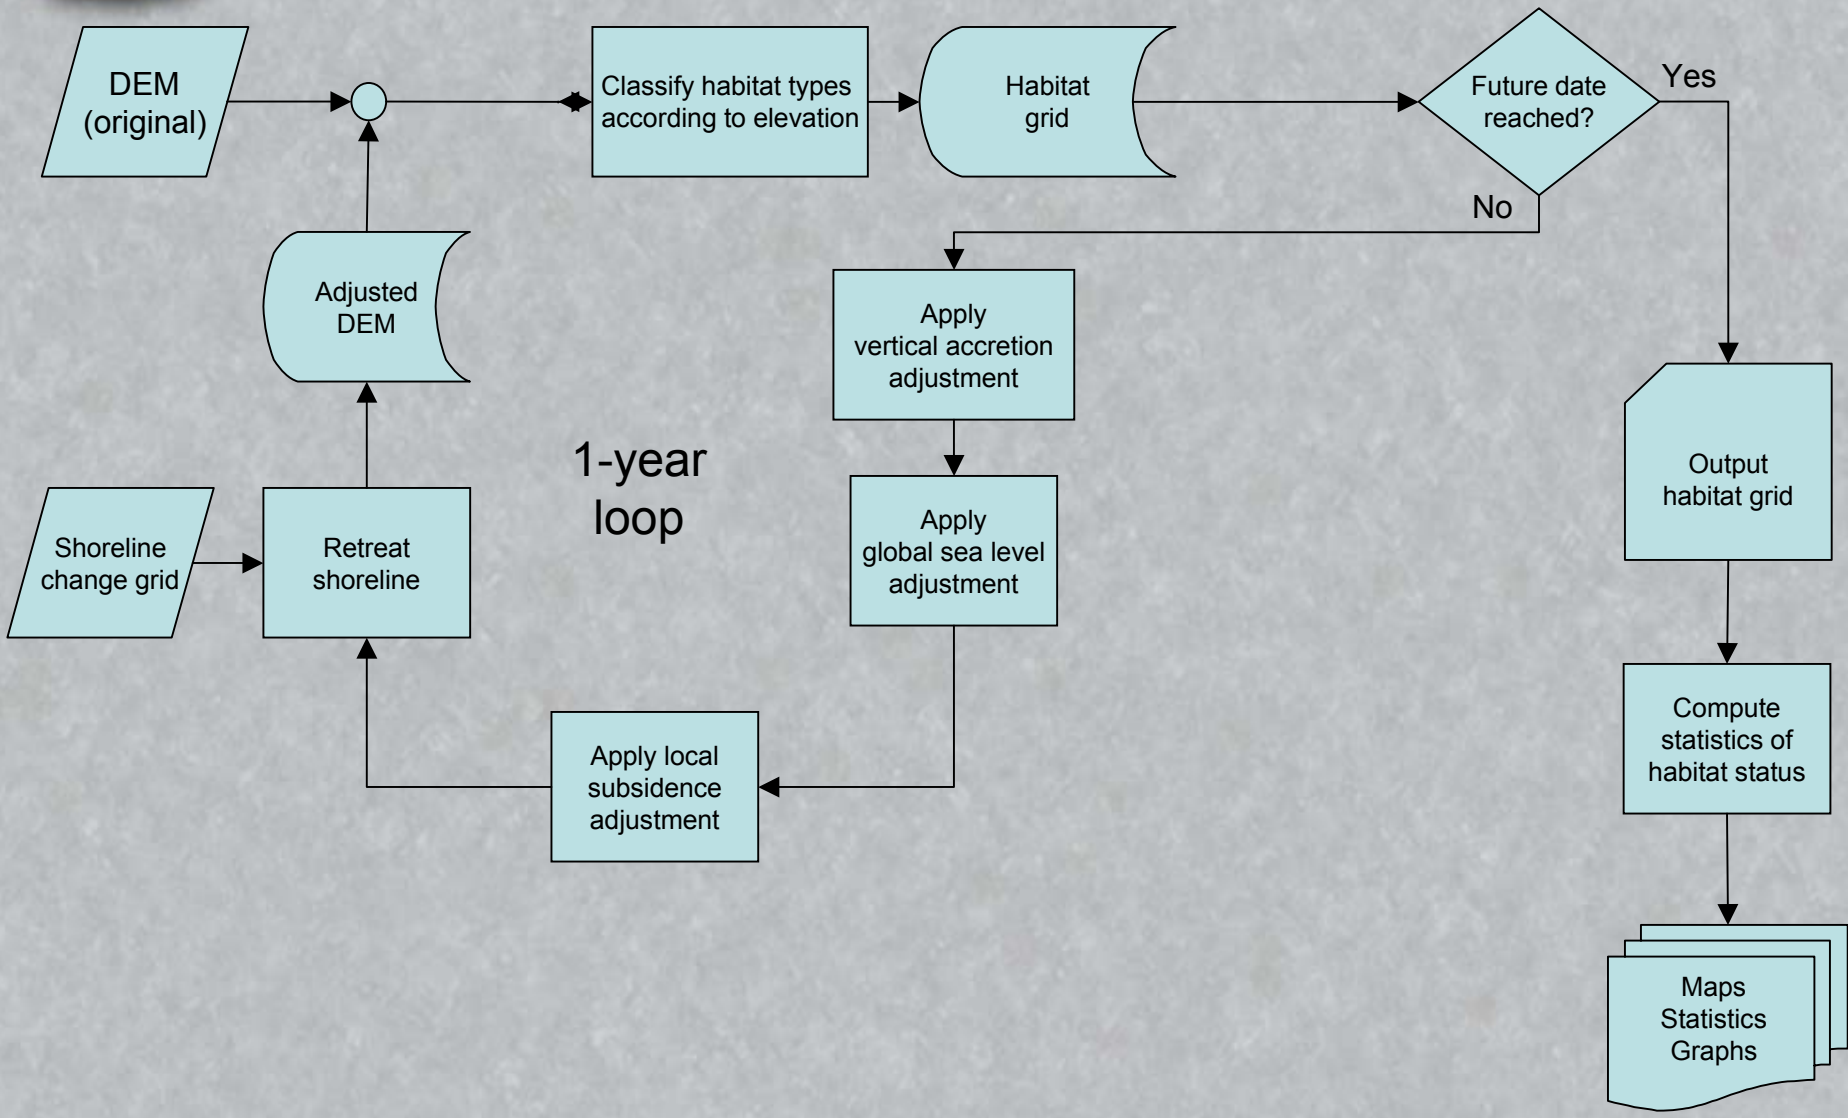 DEM
(original)
Classify habitat types
according to elevation
Habitat
grid
Future date
reached?
Yes
No
Adjusted
DEM
Apply
vertical accretion
adjustment
1-year
loop
Output
habitat grid
Shoreline
change grid
Retreat
shoreline
Apply
global sea level
adjustment
Apply local
subsidence
adjustment
Compute
statistics of
habitat status
Maps
Statistics
Graphs